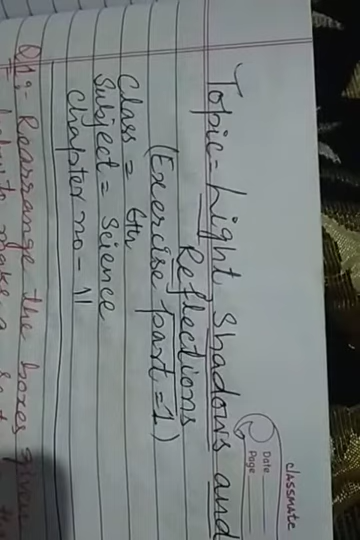 classmate
Date
Page
Topic = Light Shadows and
Reflections
(Exercise part = 1)
Class = 6th
Subject = Science
Chapter no - 11
Q1:- Rearrange the boxes given
make a